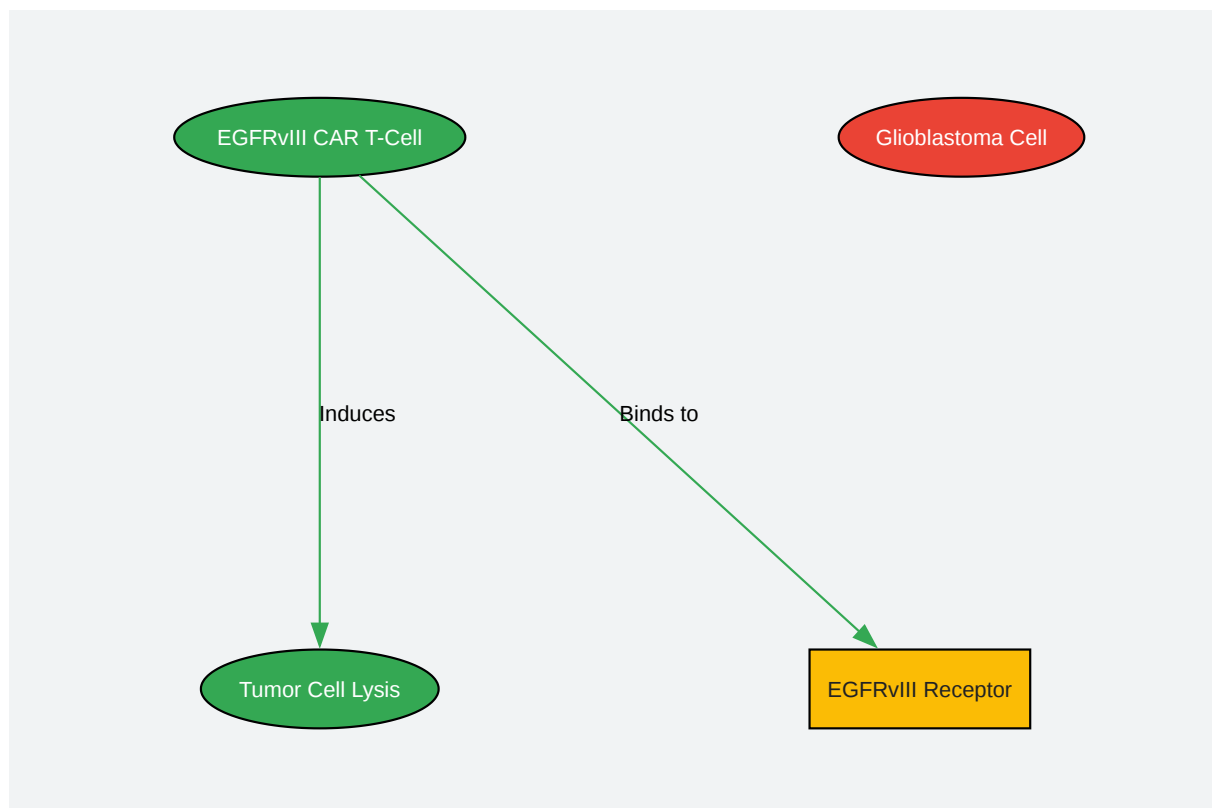 EGFRvIII CAR T-Cell
Glioblastoma Cell
Induces
Binds to
Tumor Cell Lysis
EGFRvIII Receptor